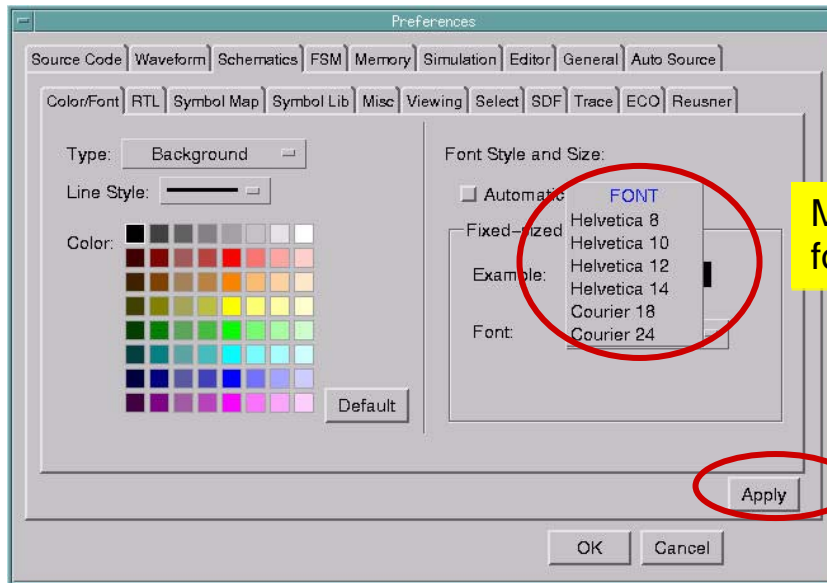 Preferences
Source Code Waveform Schematics FSM Memory Simulation Editor General Auto Source
Color/Font RTL Symbol Map Symbol Lib Misc Viewing Select SDF Trace ECO Reusner
Type: Background
Line Style:
Color:
Default
Font Style and Size:
Automatic
Fixed-sized
Example:
Font:
FONT
Helvetica 8
Helvetica 10
Helvetica 12
Helvetica 14
Courier 18
Courier 24
Apply
OK Cancel